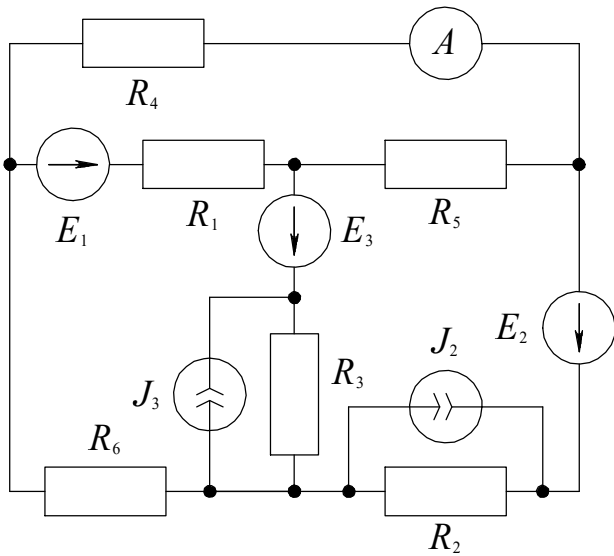 A
R₄
E₁
R₁
E₃
R₅
E₂
J₂
J₃
R₃
R₆
R₂